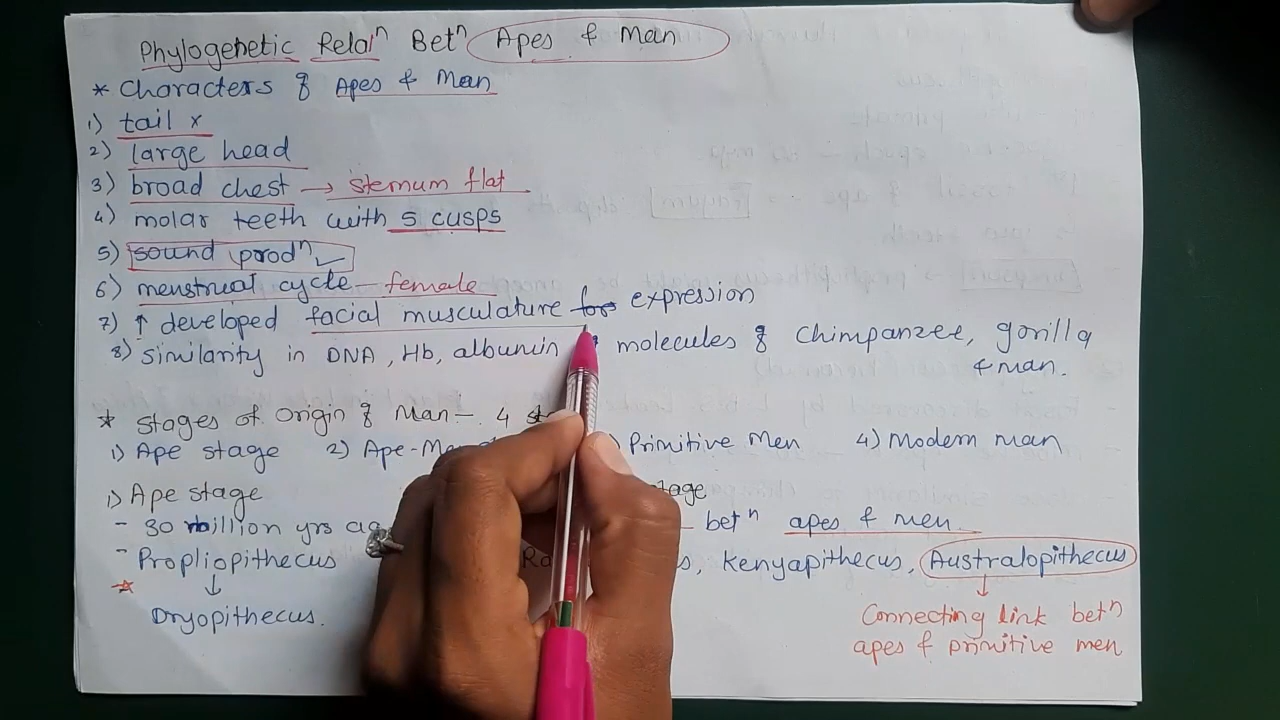 Phylogenetic Relaⁿ Betⁿ Apes & Man
* Characters of Apes & Man
1) tail x
2) large head
3) broad chest → sternum flat
4) molar teeth with 5 cusps
5) sound prodⁿ ✓
6) menstrual cycle - female
7) ↑ developed facial musculature for expression
8) similarity in DNA, Hb, albumin molecules of Chimpanzee, gorilla
& man.
* stages of Origin of Man - 4
1) Ape stage 2) Ape-Man Primitive Men 4) Modern man
1) Ape stage stage
- 30 million yrs betⁿ apes & men
- Propliopithecus Kenyapithecus, Australopithecus
↓ ↓
Dryopithecus. Connecting link betⁿ
apes & primitive men